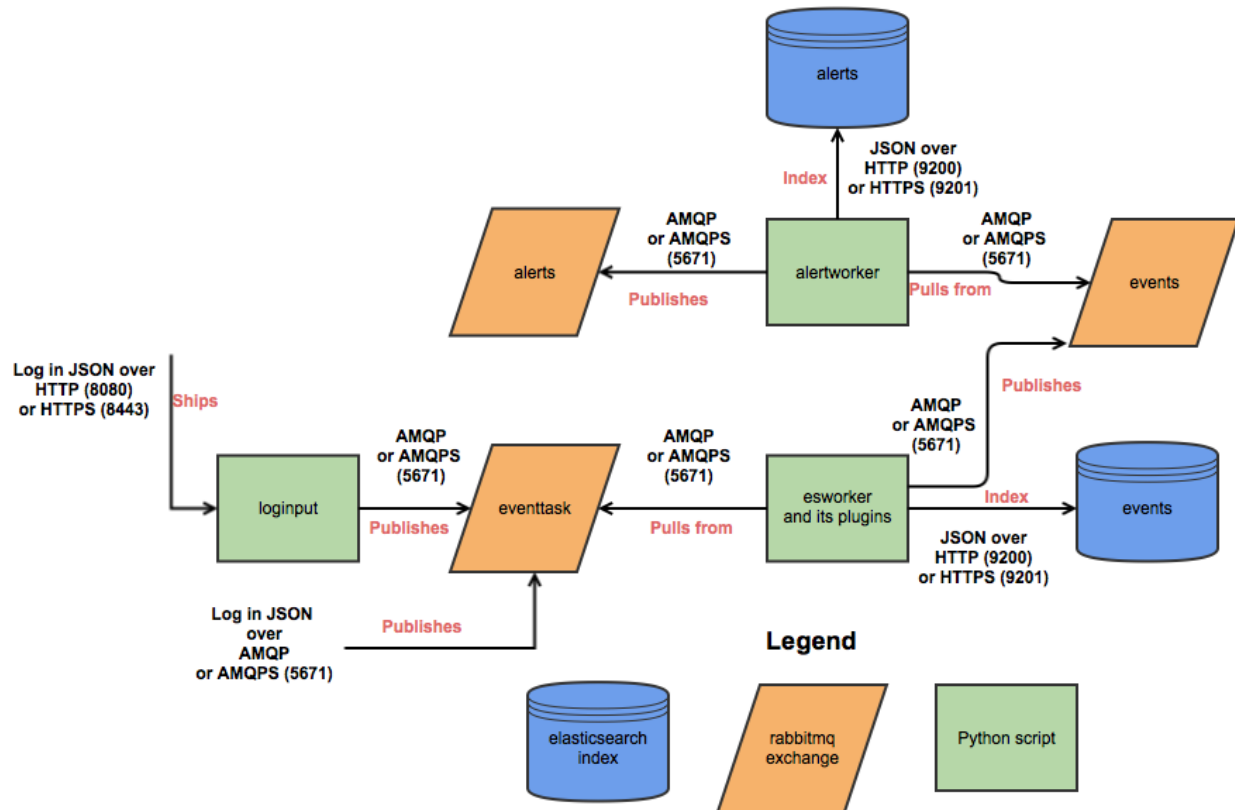 alerts
Index
JSON over
HTTP (9200)
or HTTPS (9201)
alerts
AMQP
or AMQPS
(5671)
Publishes
alertworker
AMQP
or AMQPS
(5671)
Pulls from
events
Log in JSON over
HTTP (8080)
or HTTPS (8443)
Ships
Publishes
AMQP
or AMQPS
(5671)
loginput
AMQP
or AMQPS
(5671)
Publishes
eventtask
AMQP
or AMQPS
(5671)
Pulls from
esworker
and its plugins
Index
events
JSON over
HTTP (9200)
or HTTPS (9201)
Log in JSON
over
AMQP
or AMQPS (5671)
Publishes
Legend
elasticsearch
index
rabbitmq
exchange
Python script